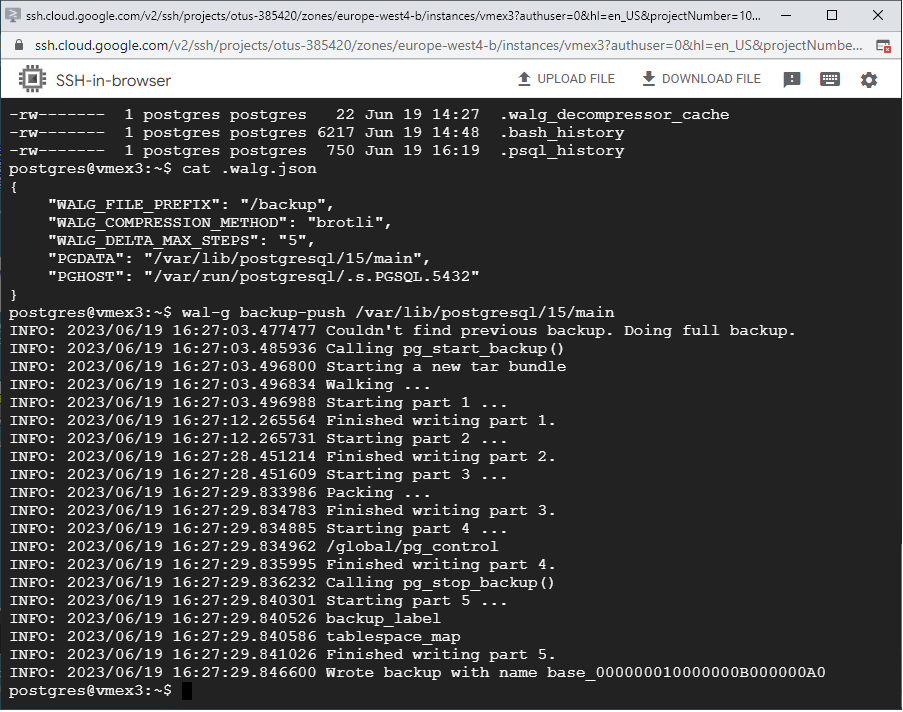 ssh.cloud.google.com/v2/ssh/projects/otus-385420/zones/europe-west4-b/instances/vmex3?authuser=0&hl=en_US&projectNumber=10...
ssh.cloud.google.com/v2/ssh/projects/otus-385420/zones/europe-west4-b/instances/vmex3?authuser=0&hl=en_US&projectNumbe...
SSH-in-browser UPLOAD FILE DOWNLOAD FILE
-rw------- 1 postgres postgres 22 Jun 19 14:27 .walg_decompressor_cache
-rw------- 1 postgres postgres 6217 Jun 19 14:48 .bash_history
-rw------- 1 postgres postgres 750 Jun 19 16:19 .psql_history
postgres@vmex3:~$ cat .walg.json
{
"WALG_FILE_PREFIX": "/backup",
"WALG_COMPRESSION_METHOD": "brotli",
"WALG_DELTA_MAX_STEPS": "5",
"PGDATA": "/var/lib/postgresql/15/main",
"PGHOST": "/var/run/postgresql/.s.PGSQL.5432"
}
postgres@vmex3:~$ wal-g backup-push /var/lib/postgresql/15/main
INFO: 2023/06/19 16:27:03.477477 Couldn't find previous backup. Doing full backup.
INFO: 2023/06/19 16:27:03.485936 Calling pg_start_backup()
INFO: 2023/06/19 16:27:03.496800 Starting a new tar bundle
INFO: 2023/06/19 16:27:03.496834 Walking ...
INFO: 2023/06/19 16:27:03.496988 Starting part 1 ...
INFO: 2023/06/19 16:27:12.265564 Finished writing part 1.
INFO: 2023/06/19 16:27:12.265731 Starting part 2 ...
INFO: 2023/06/19 16:27:28.451214 Finished writing part 2.
INFO: 2023/06/19 16:27:28.451609 Starting part 3 ...
INFO: 2023/06/19 16:27:29.833986 Packing ...
INFO: 2023/06/19 16:27:29.834783 Finished writing part 3.
INFO: 2023/06/19 16:27:29.834885 Starting part 4 ...
INFO: 2023/06/19 16:27:29.834962 /global/pg_control
INFO: 2023/06/19 16:27:29.835995 Finished writing part 4.
INFO: 2023/06/19 16:27:29.836232 Calling pg_stop_backup()
INFO: 2023/06/19 16:27:29.840301 Starting part 5 ...
INFO: 2023/06/19 16:27:29.840526 backup_label
INFO: 2023/06/19 16:27:29.840586 tablespace_map
INFO: 2023/06/19 16:27:29.841026 Finished writing part 5.
INFO: 2023/06/19 16:27:29.846600 Wrote backup with name base_000000010000000B000000A0
postgres@vmex3:~$